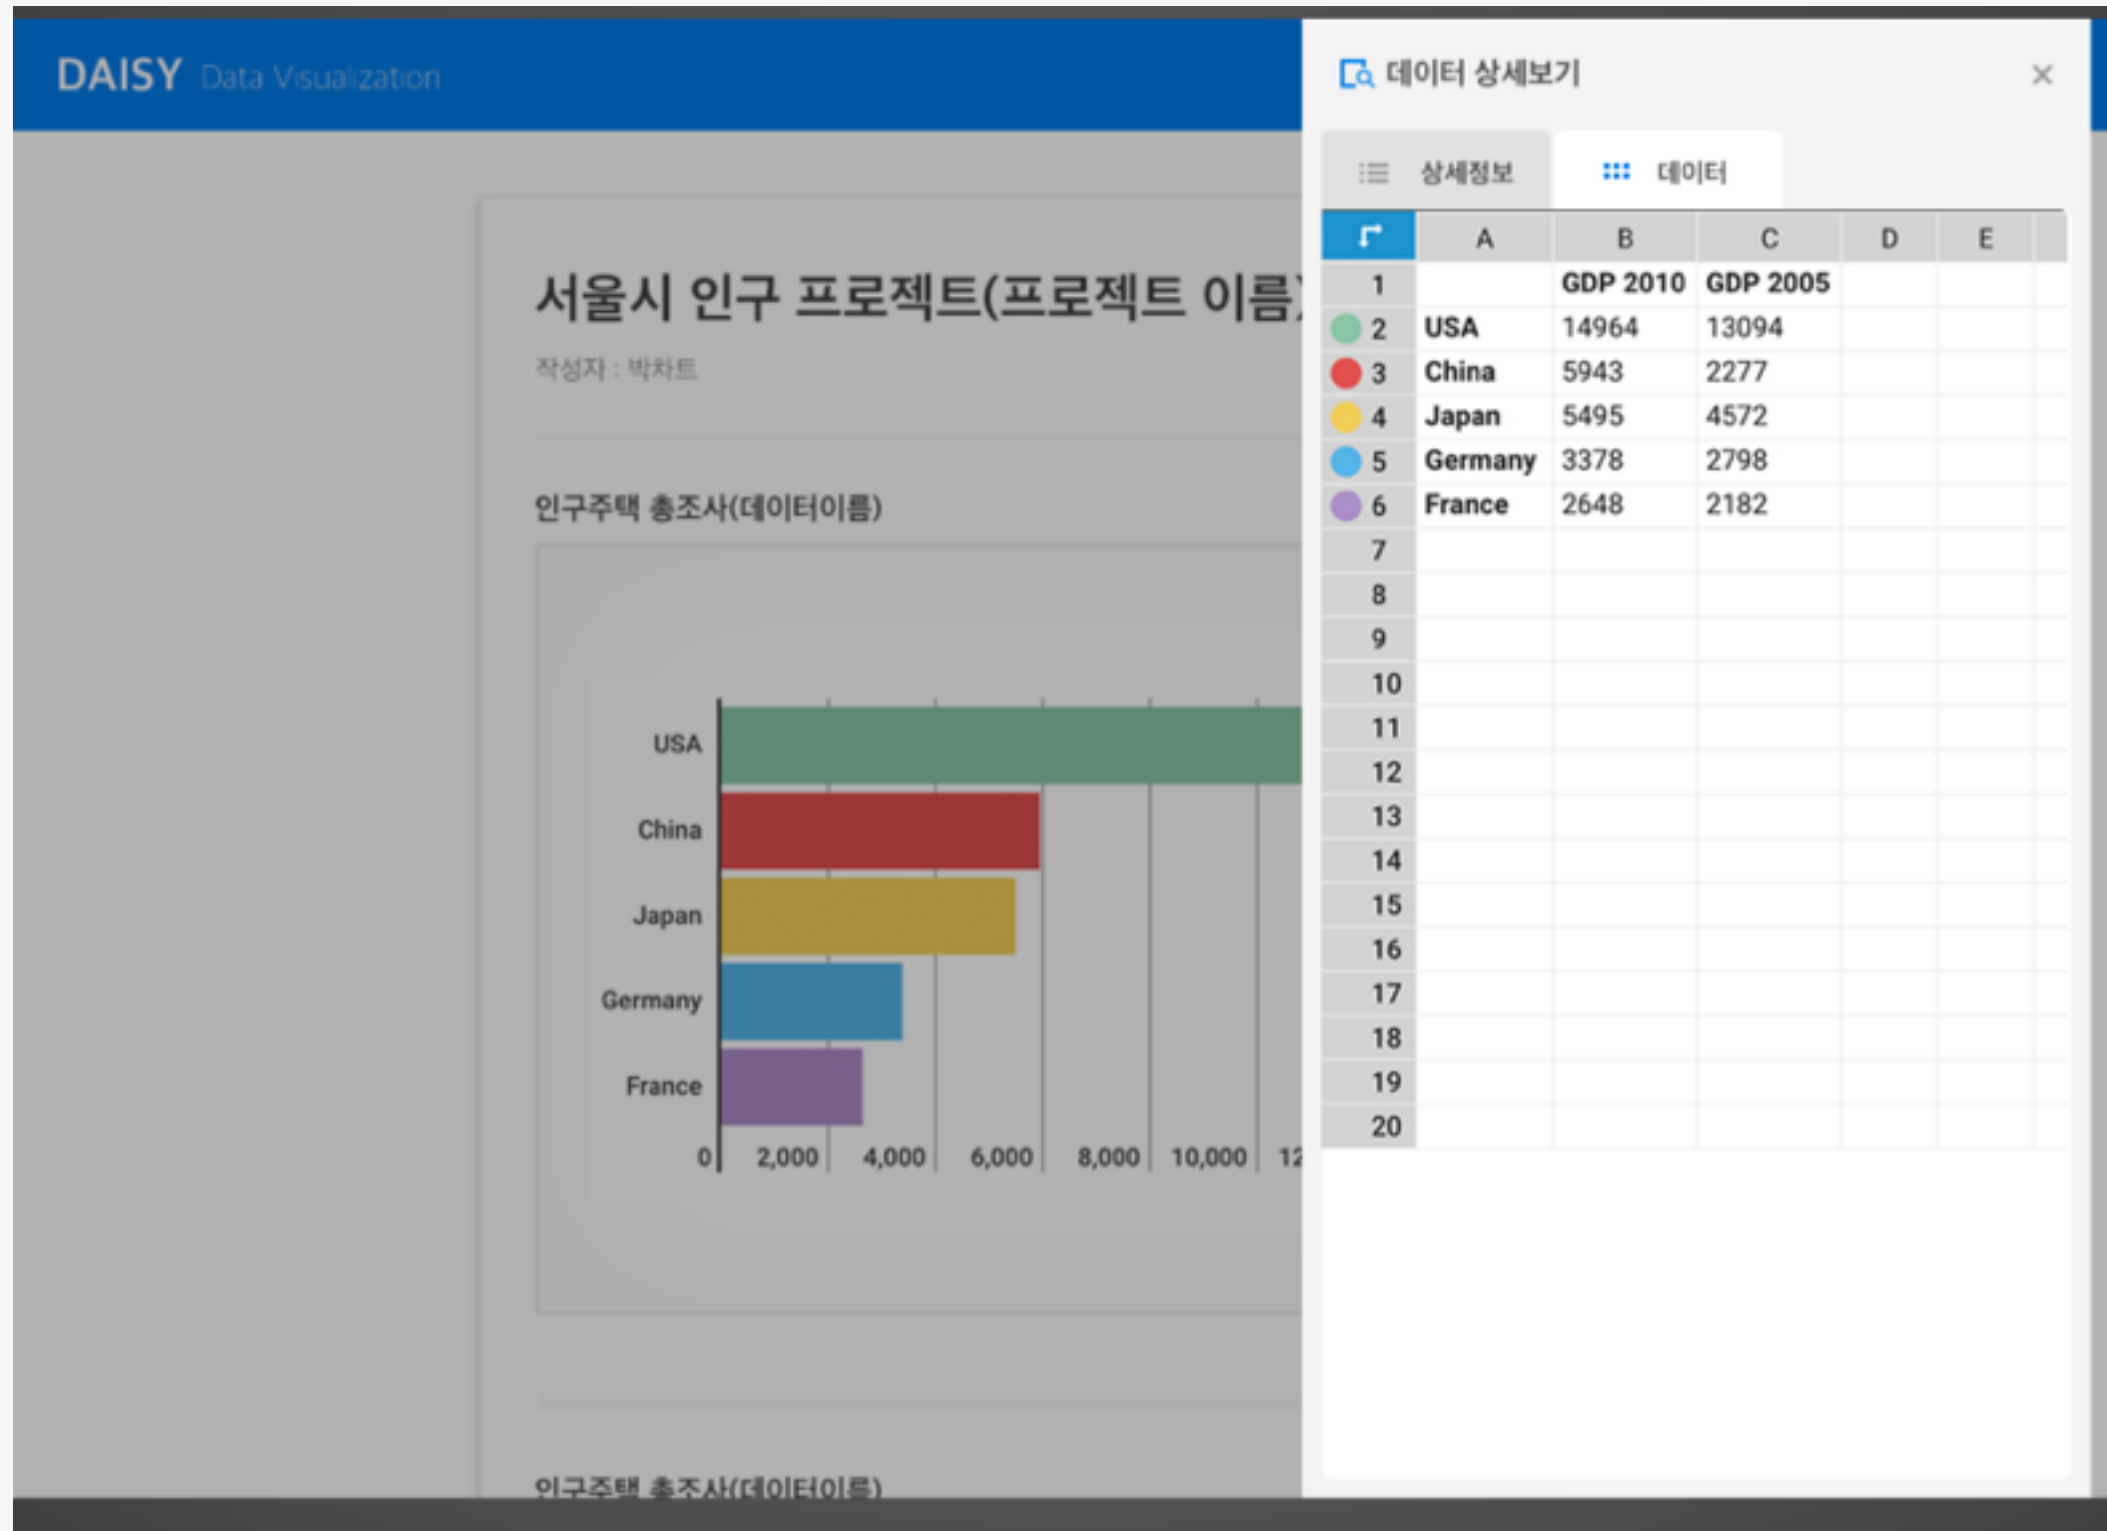 DAISY Data Visualization
서울시 인구 프로젝트(프로젝트 이름)
작성자 : 박차트
인구주택 총조사(데이터이름)
USA
China
Japan
Germany
France
0 2,000 4,000 6,000 8,000 10,000 12
인구주택 총조사(데이터이름)
데이터 상세보기 ×
상세정보 데이터
A B C D E
1 GDP 2010 GDP 2005
2 USA 14964 13094
3 China 5943 2277
4 Japan 5495 4572
5 Germany 3378 2798
6 France 2648 2182
7
8
9
10
11
12
13
14
15
16
17
18
19
20